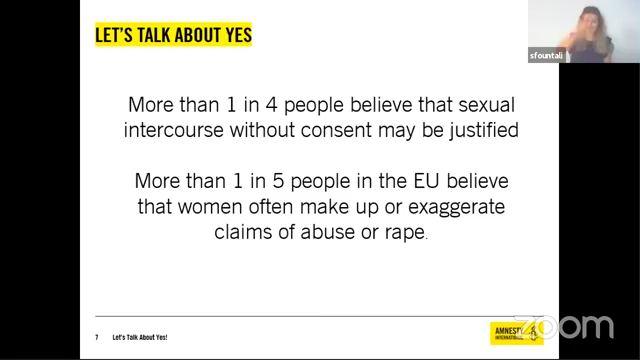 LET'S TALK ABOUT YES
sfountali
More than 1 in 4 people believe that sexual
intercourse without consent may be justified
More than 1 in 5 people in the EU believe
that women often make up or exaggerate
claims of abuse or rape.
7 Let's Talk About Yes!
AMNESTY
INTERNATIONAL
zoom